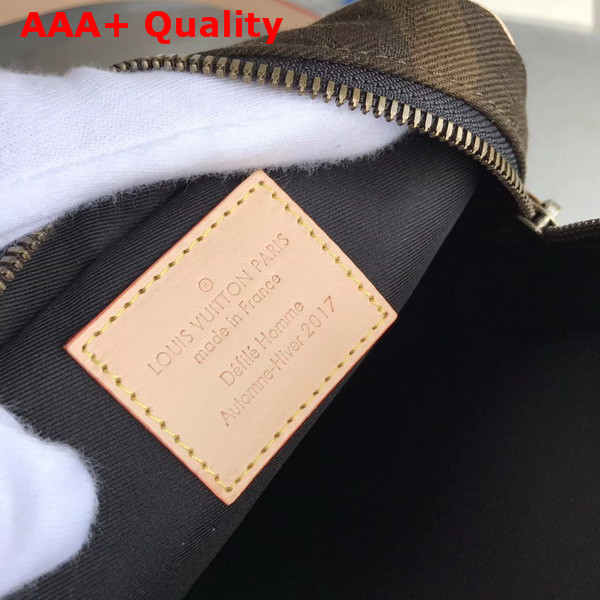 AAA+ Quality
®
LOUIS VUITTON PARIS
made in France
Défilé Homme
Automne-Hiver 2017